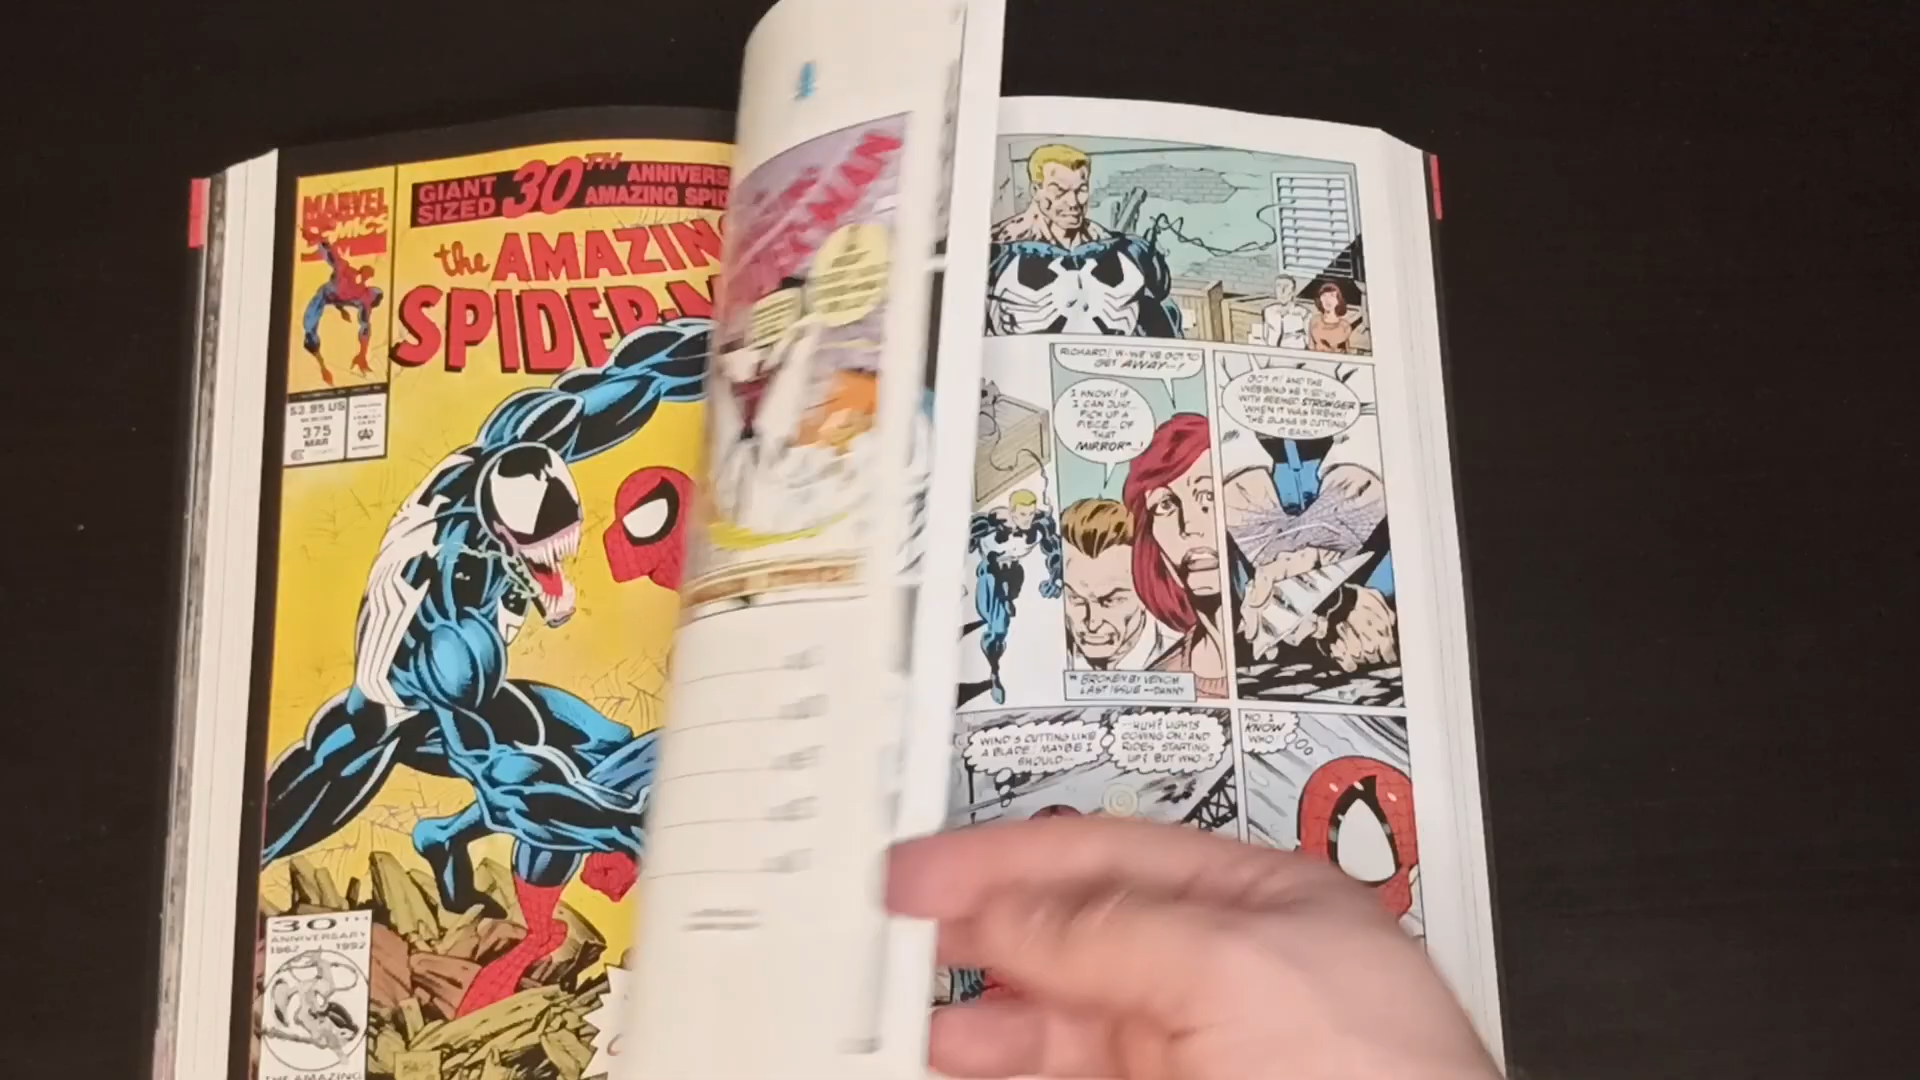 GIANT
SIZED
30TH
ANNIVERS
AMAZING SPID
MARVEL
COMICS
the AMAZING
SPIDER-M
$3.95 US
375
MAR
30TH
ANNIVERSARY
1962 1992
THE AMAZING
MAN
RICHARD! W-WE'VE GOT TO
GET AWAY--!
I KNOW! IF
I CAN JUST...
PICK UP A
PIECE...OF
THAT
MIRROR*..!
* BROKEN BY VENOM
LAST ISSUE --DANNY
GOT IT! AND THE
WEBBING HE TIED US
WITH SEEMED STRONGER
WHEN IT WAS FRESH!
THE GLASS IS CUTTING
IT EASILY!
WIND'S CUTTING LIKE
A BLADE! MAYBE I
SHOULD--
--HUH? LIGHTS
COMING ON! AND
RIDES STARTING
UP? BUT WHO--?
NO. I
KNOW
WHO!